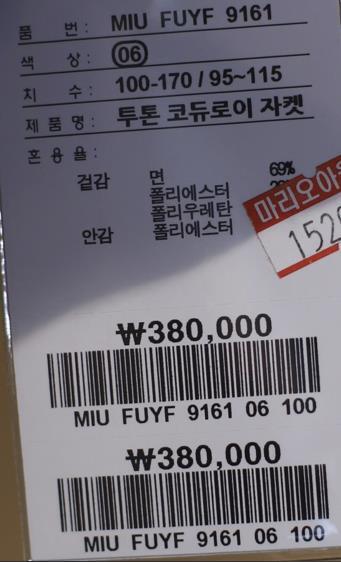 품 번 : MIU FUYF 9161
색 상 : 06
치 수 : 100-170 / 95~115
제 품 명 : 투톤 코듀로이 자켓
혼 용 율 :
겉감 면 69%
폴리에스터
폴리우레탄
안감 폴리에스터
마리오아
152
₩380,000
MIU FUYF 9161 06 100
₩380,000
MIU FUYF 9161 06 100